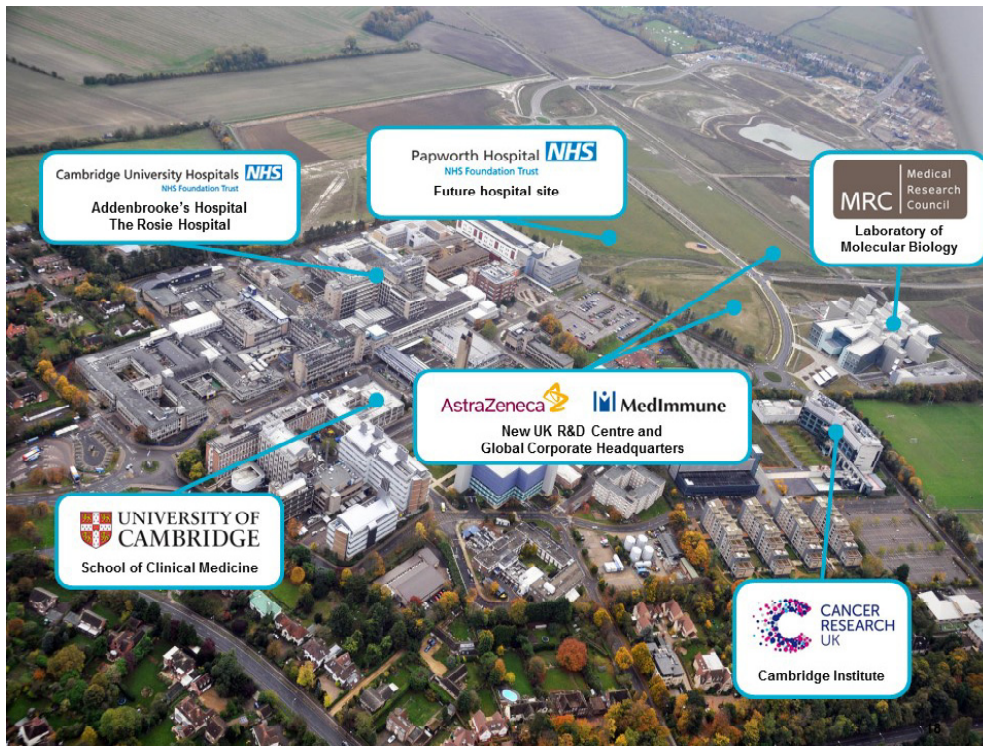 Cambridge University Hospitals NHS
NHS Foundation Trust
Addenbrooke's Hospital
The Rosie Hospital
Papworth Hospital NHS
NHS Foundation Trust
Future hospital site
MRC
Medical
Research
Council
Laboratory of
Molecular Biology
AstraZeneca MedImmune
New UK R&D Centre and
Global Corporate Headquarters
UNIVERSITY OF
CAMBRIDGE
School of Clinical Medicine
CANCER
RESEARCH
UK
Cambridge Institute